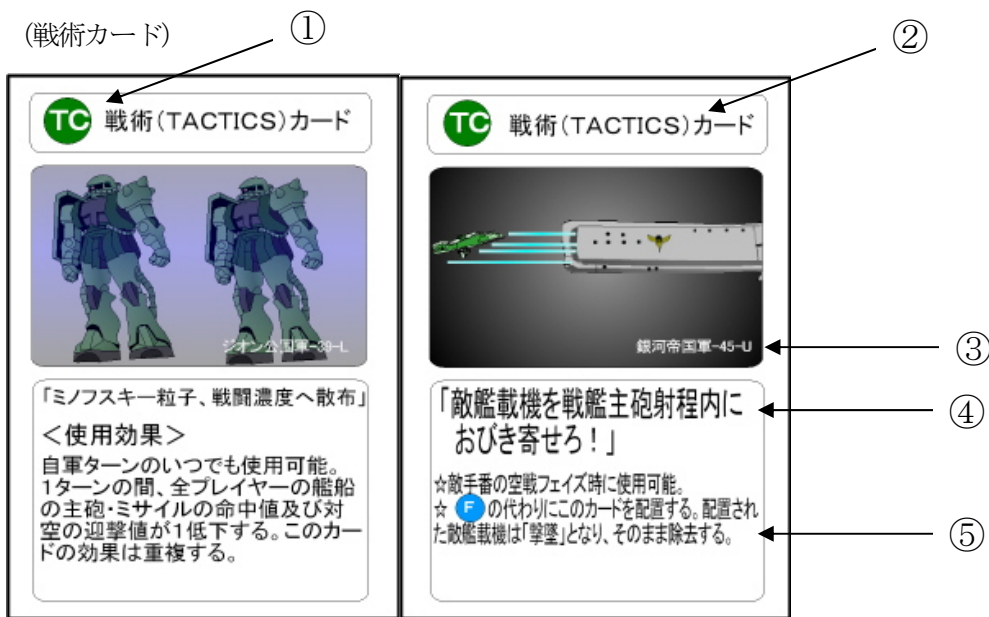 (戦術カード)
①
②
TC 戦術(TACTICS)カード
ジオン公国軍-39-L
「ミノフスキー粒子、戦闘濃度へ散布」
＜使用効果＞
自軍ターンのいつでも使用可能。
1ターンの間、全プレイヤーの艦船
の主砲・ミサイルの命中値及び対
空の迎撃値が1低下する。このカー
ドの効果は重複する。
TC 戦術(TACTICS)カード
銀河帝国軍-45-U
③
「敵艦載機を戦艦主砲射程内に
おびき寄せろ！」
④
☆敵手番の空戦フェイズ時に使用可能。
☆ F の代わりにこのカードを配置する。配置され
た敵艦載機は「撃墜」となり、そのまま除去する。
⑤